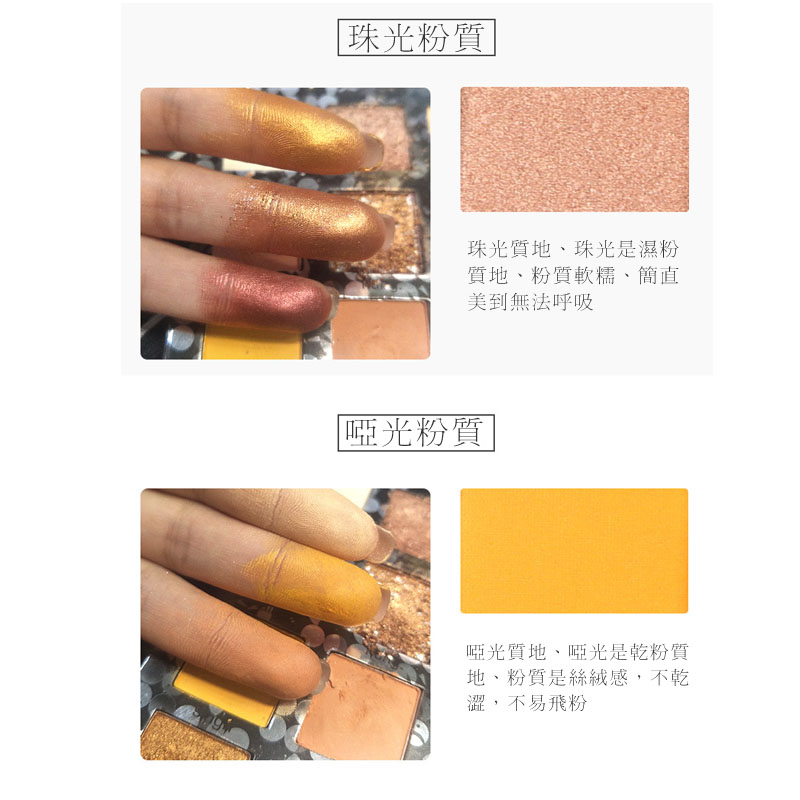 珠光粉質
珠光質地、珠光是濕粉
質地、粉質軟糯、簡直
美到無法呼吸
啞光粉質
啞光質地、啞光是乾粉質
地、粉質是絲絨感，不乾
澀，不易飛粉